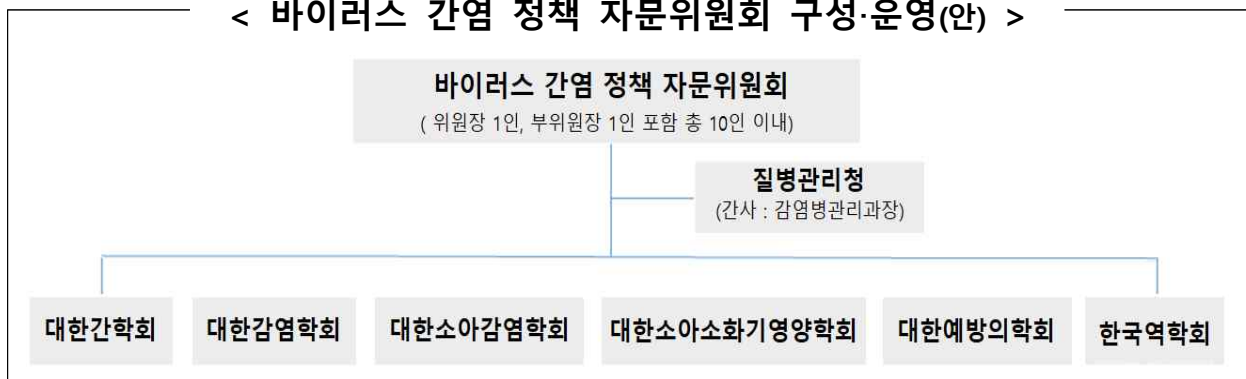 < 바이러스 간염 정책 자문위원회 구성·운영(안) >
바이러스 간염 정책 자문위원회
( 위원장 1인, 부위원장 1인 포함 총 10인 이내)
질병관리청
(간사 : 감염병관리과장)
대한간학회
대한감염학회
대한소아감염학회
대한소아소화기영양학회
대한예방의학회
한국역학회